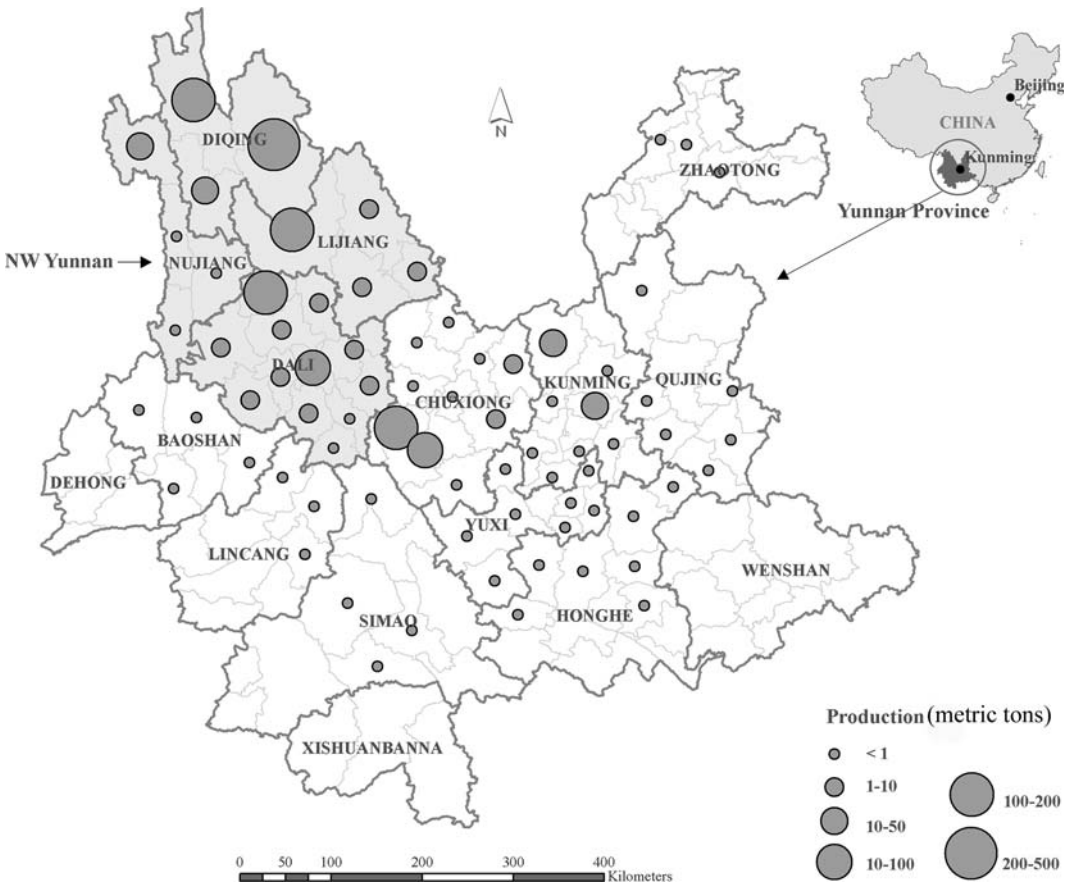 Beijing
CHINA
Kunming
Yunnan Province
N
DIQING
ZHAOTONG
LIJIANG
NW Yunnan
NUJIANG
DALI
KUNMING
QUJING
CHUXIONG
BAOSHAN
DEHONG
YUXI
LINCANG
WENSHAN
HONGHE
SIMAO
XISHUANBANNA
Production (metric tons)
< 1
1-10
10-50
10-100
100-200
200-500
0 50 100 200 300 400
Kilometers